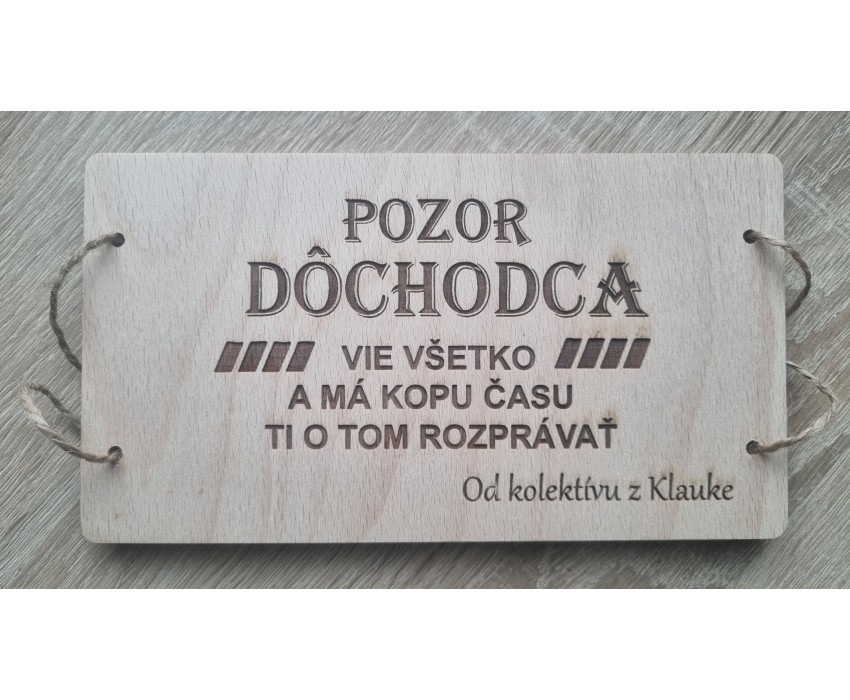 POZOR
DÔCHODCA
VIE VŠETKO
A MÁ KOPU ČASU
TI O TOM ROZPRÁVAŤ
Od kolektívu z Klauke